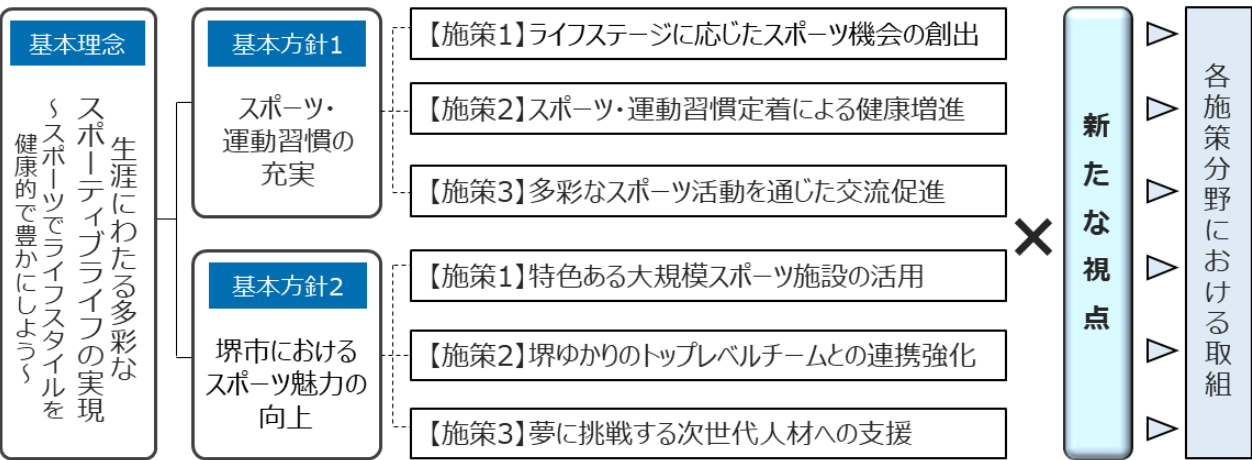 基本理念
生涯にわたる多彩な
スポーティブライフの実現
～スポーツでライフスタイルを
健康的で豊かにしよう～
基本方針1
スポーツ・
運動習慣の
充実
【施策1】ライフステージに応じたスポーツ機会の創出
【施策2】スポーツ・運動習慣定着による健康増進
【施策3】多彩なスポーツ活動を通じた交流促進
基本方針2
堺市における
スポーツ魅力の
向上
【施策1】特色ある大規模スポーツ施設の活用
【施策2】堺ゆかりのトップレベルチームとの連携強化
【施策3】夢に挑戦する次世代人材への支援
×
新たな視点
各施策分野における取組